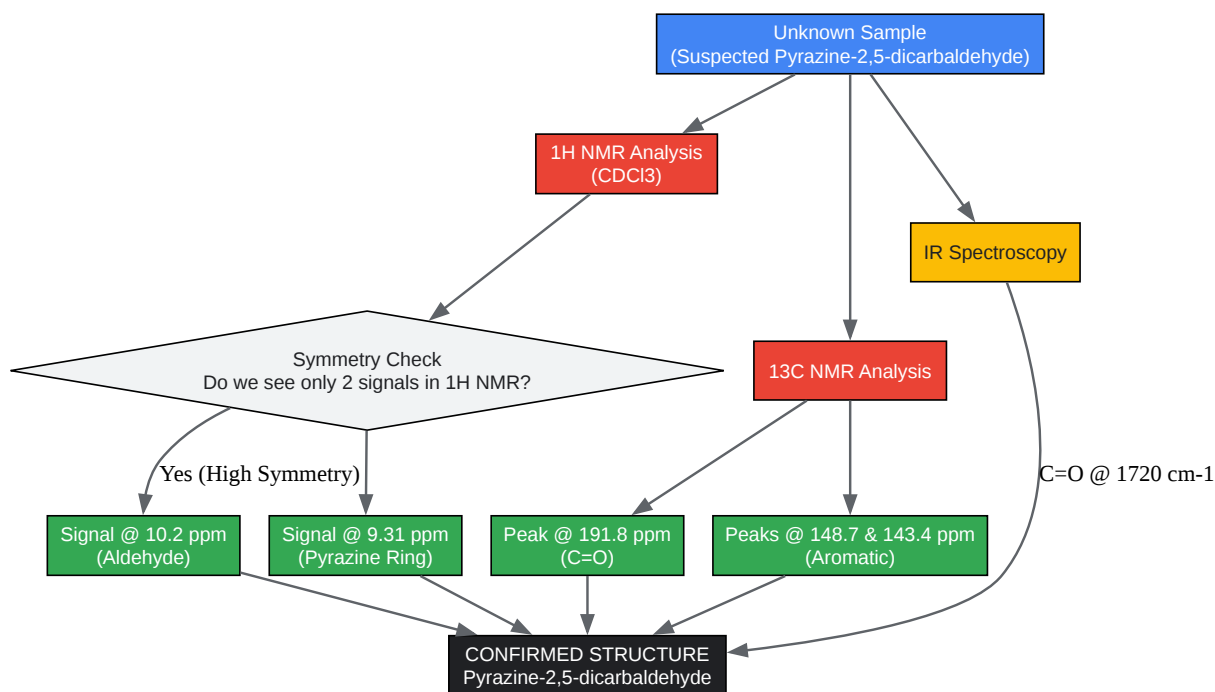 Unknown Sample
(Suspected Pyrazine-2,5-dicarbaldehyde)
1H NMR Analysis
(CDCl3)
IR Spectroscopy
Symmetry Check
Do we see only 2 signals in 1H NMR?
13C NMR Analysis
Yes (High Symmetry)
C=O @ 1720 cm-1
Signal @ 10.2 ppm
(Aldehyde)
Signal @ 9.31 ppm
(Pyrazine Ring)
Peak @ 191.8 ppm
(C=O)
Peaks @ 148.7 & 143.4 ppm
(Aromatic)
CONFIRMED STRUCTURE
Pyrazine-2,5-dicarbaldehyde